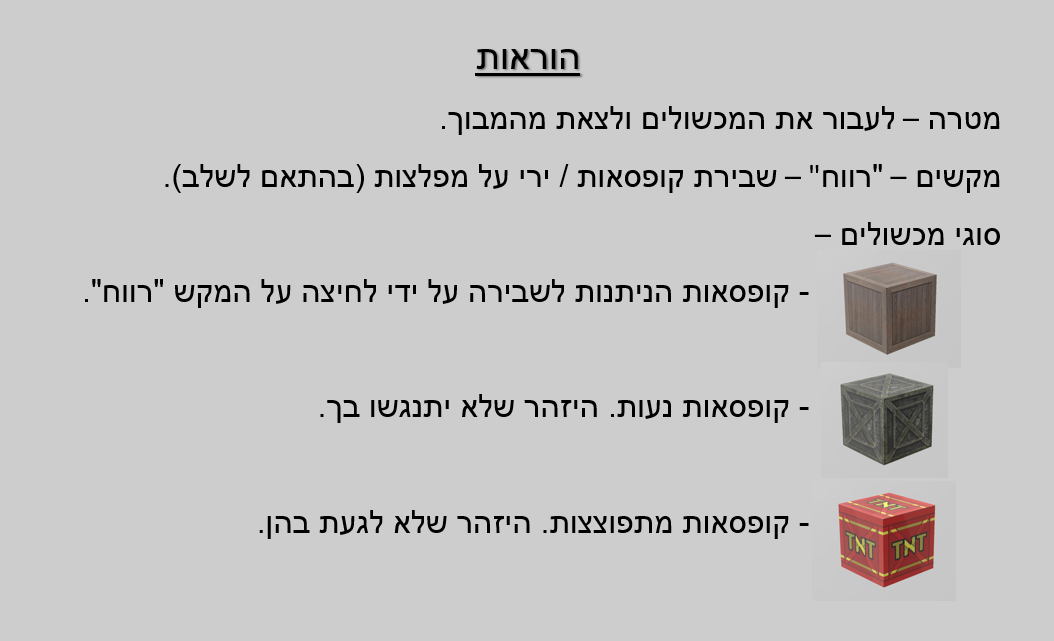 הוראות
מטרה – לעבור את המכשולים ולצאת מהמבוך.
מקשים – "רווח" – שבירת קופסאות / ירי על מפלצות (בהתאם לשלב).
סוגי מכשולים –
- קופסאות הניתנות לשבירה על ידי לחיצה על המקש "רווח".
- קופסאות נעות. היזהר שלא יתנגשו בך.
- קופסאות מתפוצצות. היזהר שלא לגעת בהן.
TNT
TNT TNT